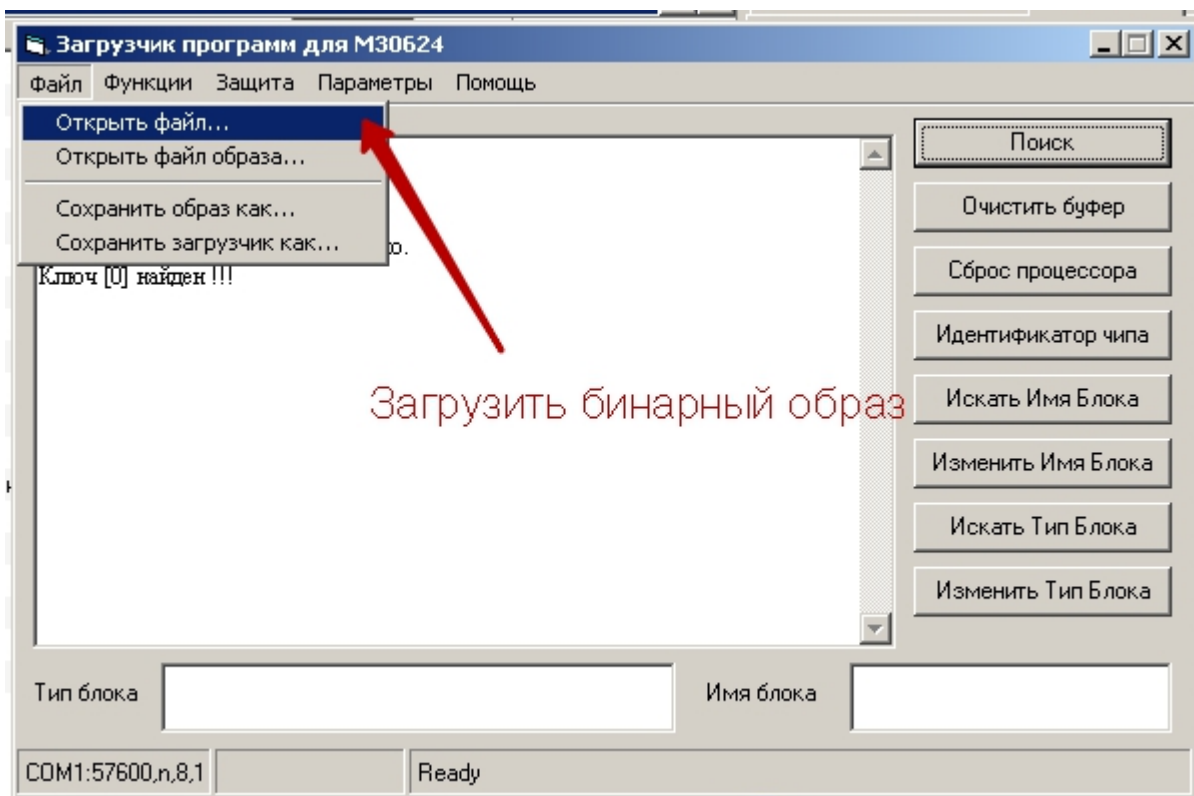 Загрузчик программ для M30624
Файл Функции Защита Параметры Помощь
Открыть файл...
Открыть файл образа...
Сохранить образ как...
Сохранить загрузчик как...
Ключ [0] найден !!!
Загрузить бинарный образ
Поиск
Очистить буфер
Сброс процессора
Идентификатор чипа
Искать Имя Блока
Изменить Имя Блока
Искать Тип Блока
Изменить Тип Блока
Тип блока
Имя блока
COM1:57600,n,8,1
Ready